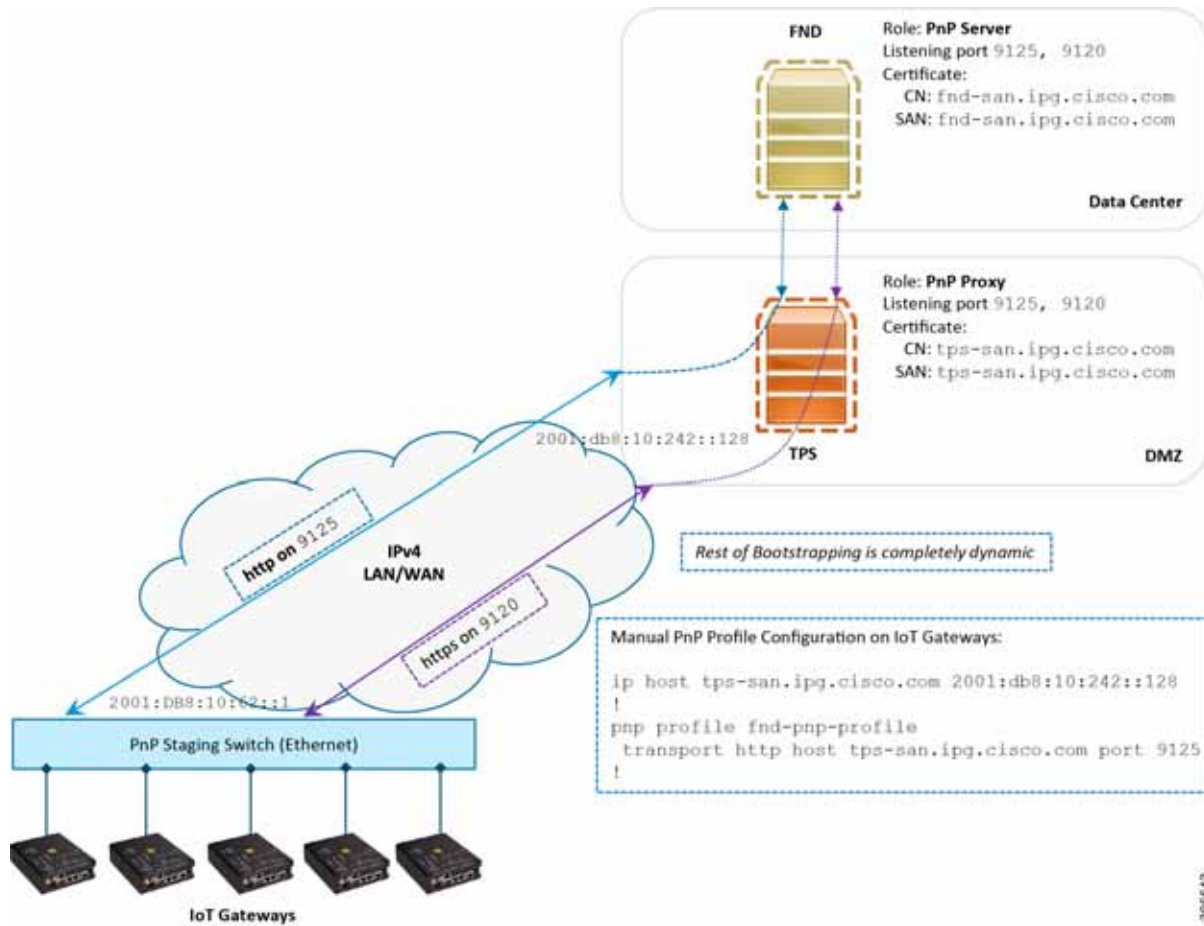 FND
Role: PnP Server
Listening port 9125, 9120
Certificate:
CN: fnd-san.ipg.cisco.com
SAN: fnd-san.ipg.cisco.com
Data Center
Role: PnP Proxy
Listening port 9125, 9120
Certificate:
CN: tps-san.ipg.cisco.com
SAN: tps-san.ipg.cisco.com
2001:db8:10:242::128
TPS
DMZ
http on 9125
IPv4
LAN/WAN
https on 9120
Rest of Bootstrapping is completely dynamic
Manual PnP Profile Configuration on IoT Gateways:
ip host tps-san.ipg.cisco.com 2001:db8:10:242::128
!
pnp profile fnd-pnp-profile
transport http host tps-san.ipg.cisco.com port 9125
!
2001:DB8:10:62::1
PnP Staging Switch (Ethernet)
IoT Gateways